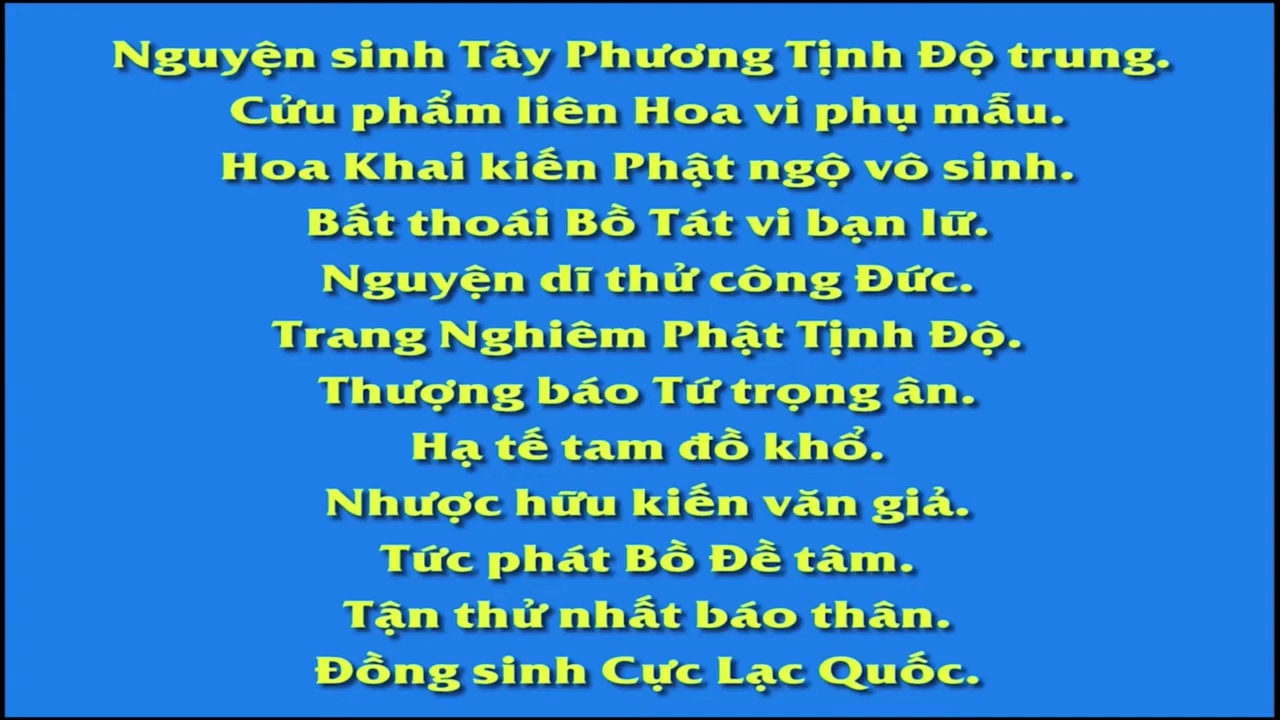 Nguyện sinh Tây Phương Tịnh Độ trung.
Cửu phẩm liên Hoa vi phụ mẫu.
Hoa Khai kiến Phật ngộ vô sinh.
Bất thoái Bồ Tát vi bạn lữ.
Nguyện dĩ thử công Đức.
Trang Nghiêm Phật Tịnh Độ.
Thượng báo Tứ trọng ân.
Hạ tế tam đồ khổ.
Nhược hữu kiến văn giả.
Tức phát Bồ Đề tâm.
Tận thử nhất báo thân.
Đồng sinh Cực Lạc Quốc.